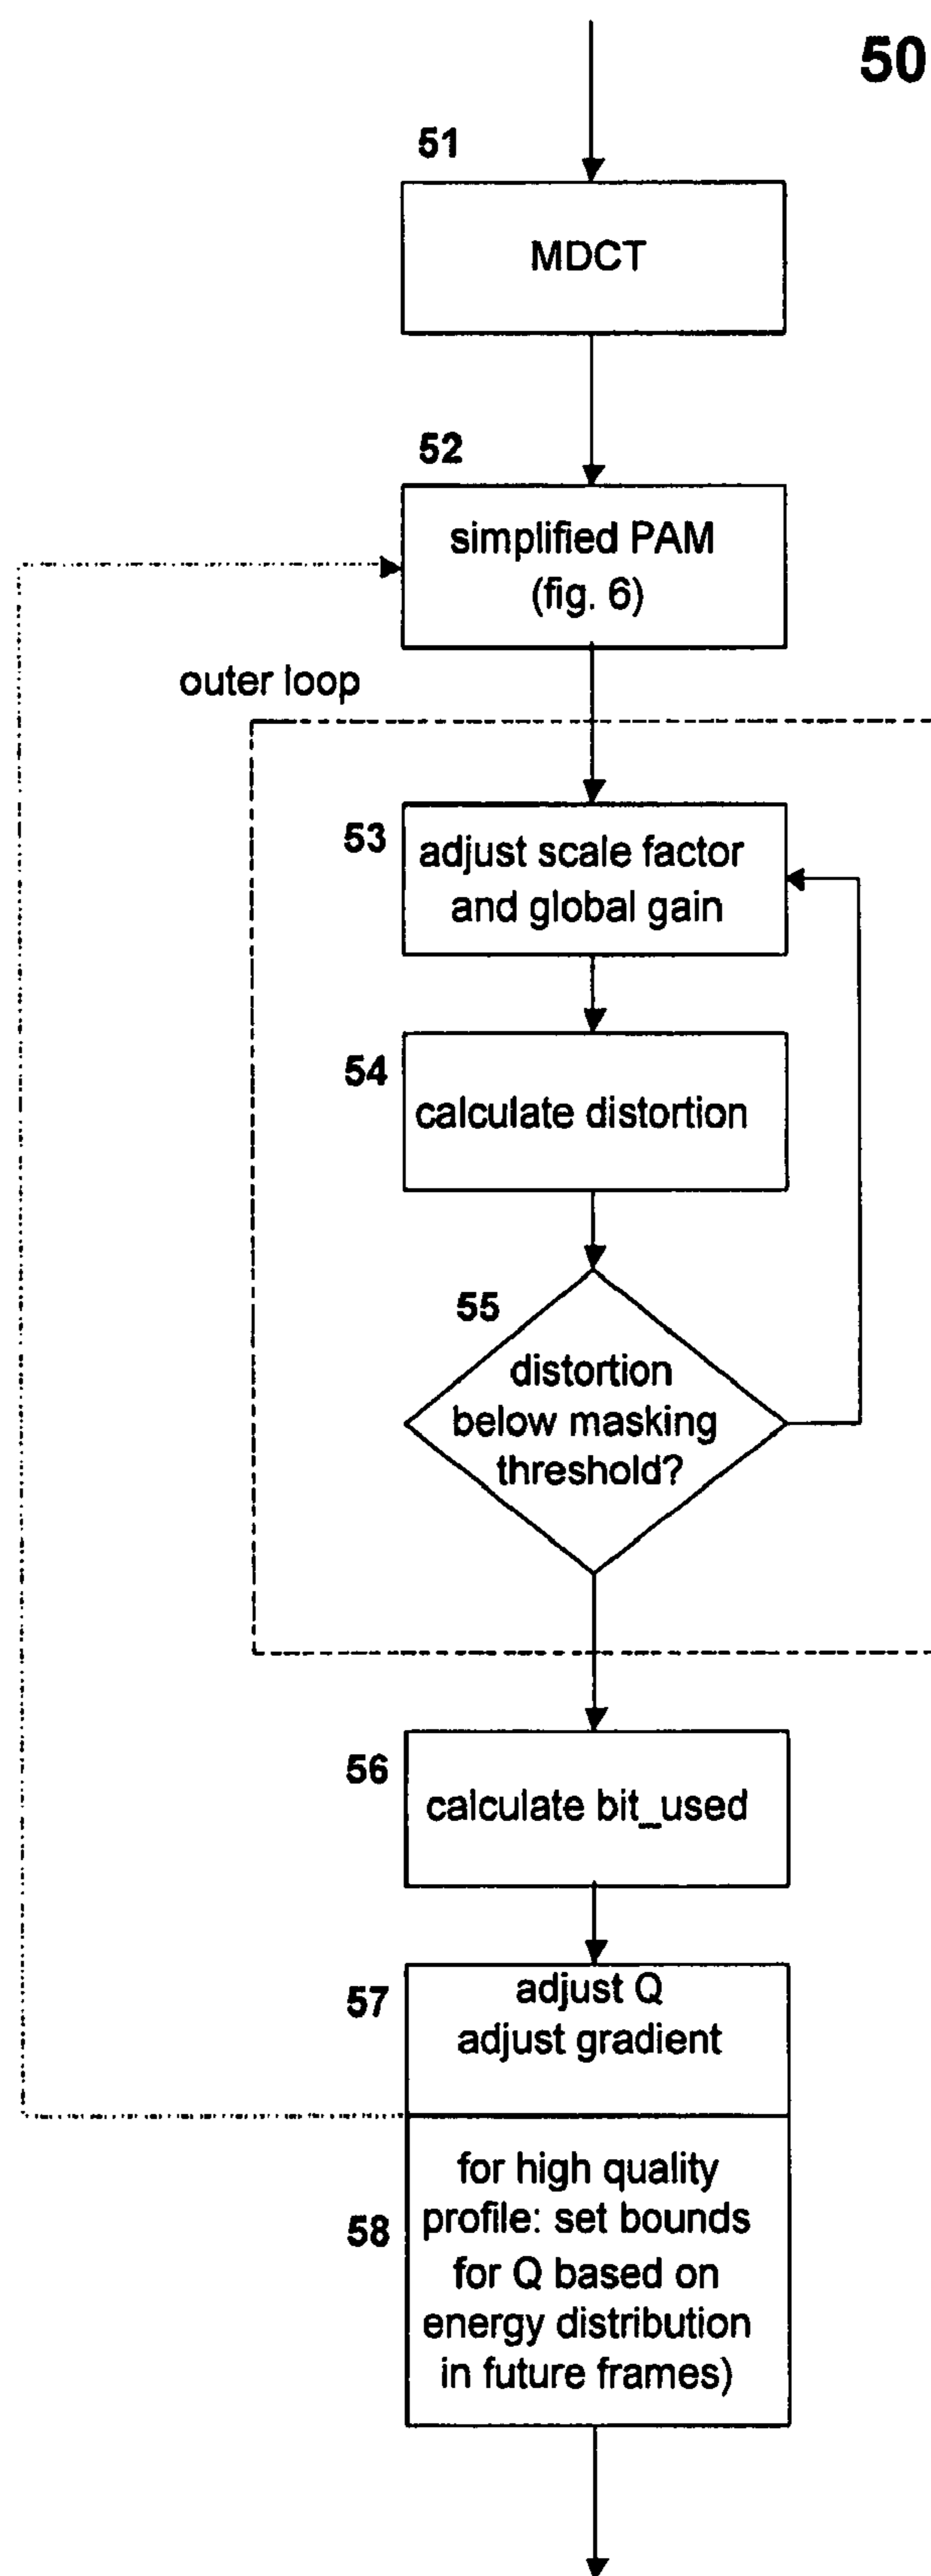 50
51
MDCT
52
simplified PAM
(fig. 6)
outer loop
53
adjust scale factor
and global gain
54
calculate distortion
55
distortion
below masking
threshold?
56
calculate bit_used
57
adjust Q
adjust gradient
58
for high quality
profile: set bounds
for Q based on
energy distribution
in future frames)